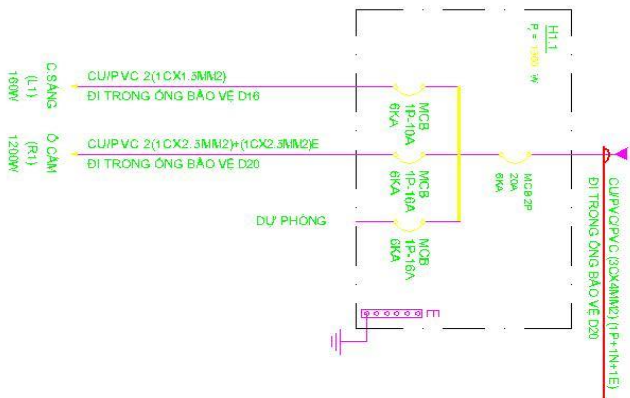 H1.1
CU/PVC 2(1CX1.5MM2)
ĐI TRONG ỐNG BẢO VỆ D16
C.SÁNG
(L1)
160W
MCB
1P-10A
6KA
CU/PVC 2(1CX2.5MM2)+(1CX2.5MM2)E
ĐI TRONG ỐNG BẢO VỆ D20
Ổ CẮM
(R1)
1200W
MCB
1P-16A
6KA
DỰ PHÒNG
MCB
1P-16A
6KA
MCB 2P
20A
6KA
E
CU/PVC/PVC (3CX4MM2) (1P+1N+1E)
ĐI TRONG ỐNG BẢO VỆ D20